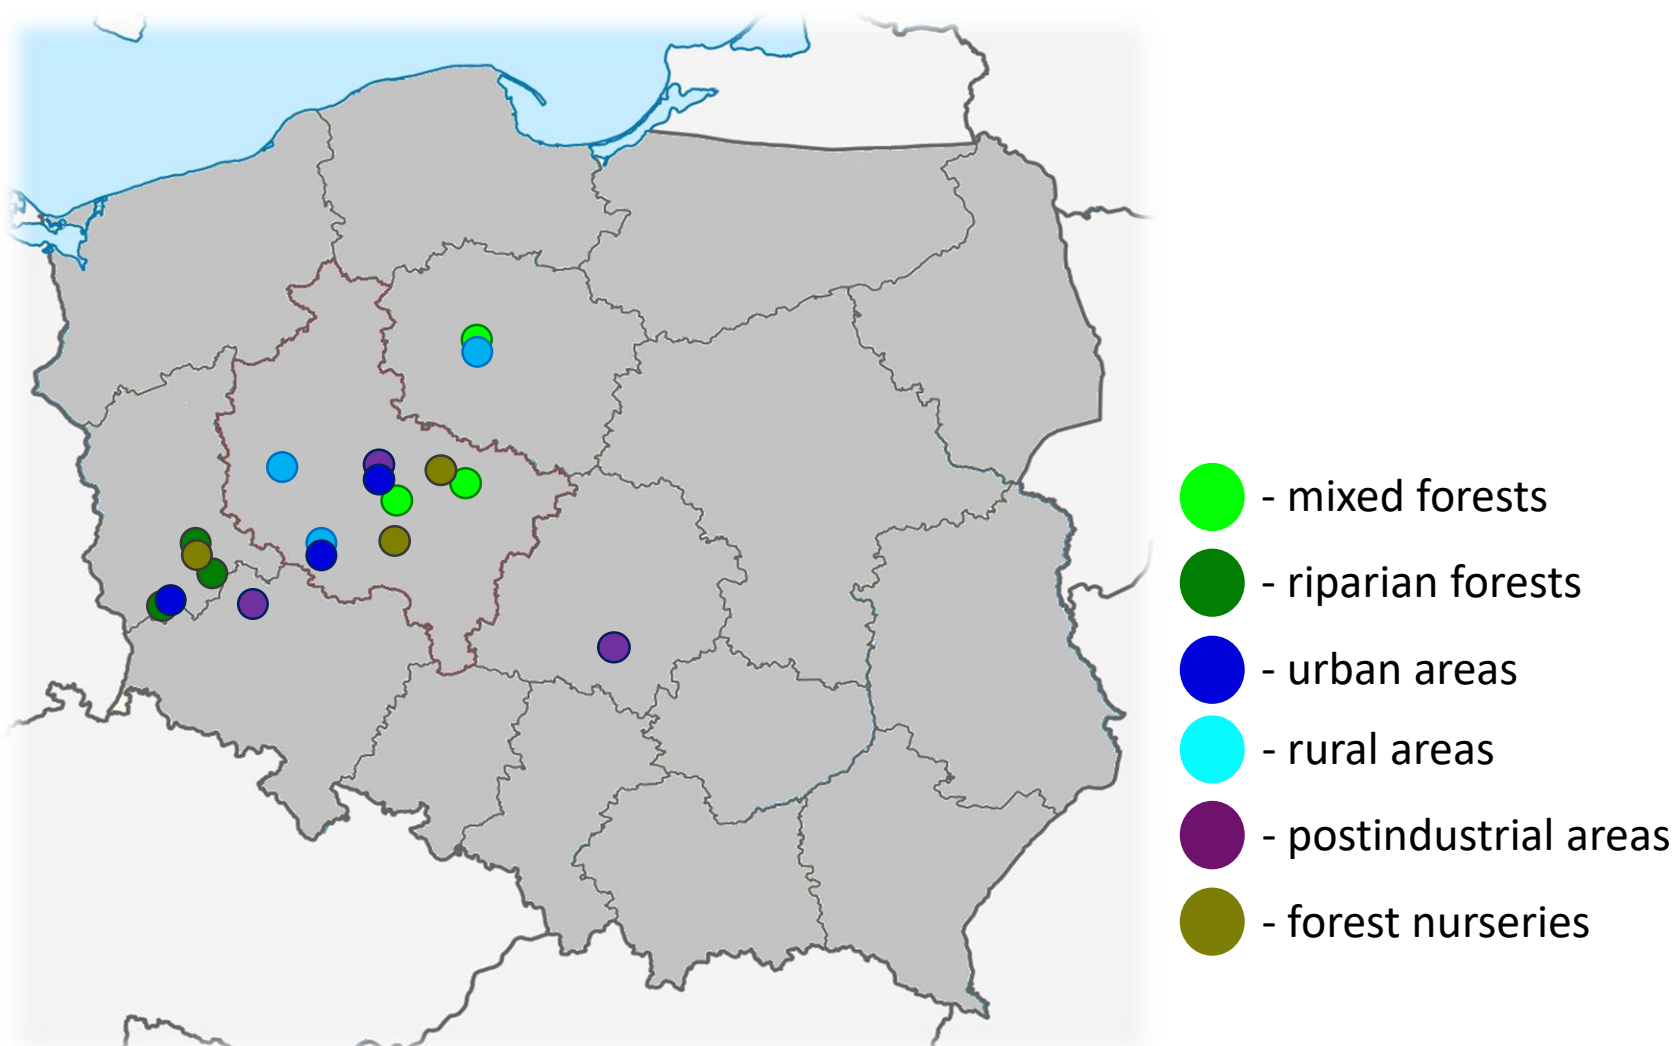 - mixed forests
- riparian forests
- urban areas
- rural areas
- postindustrial areas
- forest nurseries